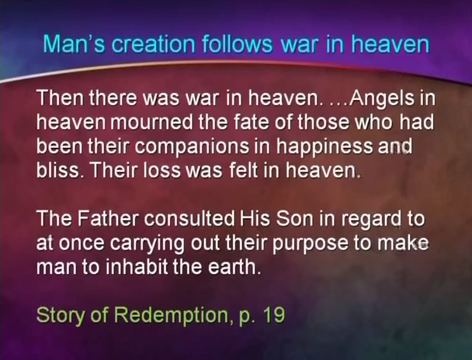 Man's creation follows war in heaven
Then there was war in heaven. …Angels in
heaven mourned the fate of those who had
been their companions in happiness and
bliss. Their loss was felt in heaven.
The Father consulted His Son in regard to
at once carrying out their purpose to make
man to inhabit the earth.
Story of Redemption, p. 19